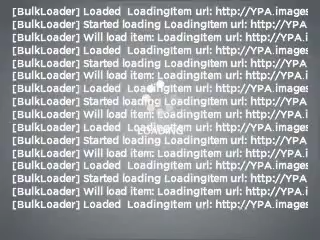 [BulkLoader] Loaded LoadingItem url: http://YPA.images
[BulkLoader] Started loading LoadingItem url: http://YPA
[BulkLoader] Will load item: LoadingItem url: http://YPA.i
[BulkLoader] Loaded LoadingItem url: http://YPA.images
[BulkLoader] Started loading LoadingItem url: http://YPA
[BulkLoader] Will load item: LoadingItem url: http://YPA.i
[BulkLoader] Loaded LoadingItem url: http://YPA.images
[BulkLoader] Started loading LoadingItem url: http://YPA
[BulkLoader] Will load item: LoadingItem url: http://YPA.i
[BulkLoader] Loaded LoadingItem url: http://YPA.images
LOADING
[BulkLoader] Started loading LoadingItem url: http://YPA
[BulkLoader] Will load item: LoadingItem url: http://YPA.i
[BulkLoader] Loaded LoadingItem url: http://YPA.images
[BulkLoader] Started loading LoadingItem url: http://YPA
[BulkLoader] Will load item: LoadingItem url: http://YPA.i
[BulkLoader] Loaded LoadingItem url: http://YPA.images